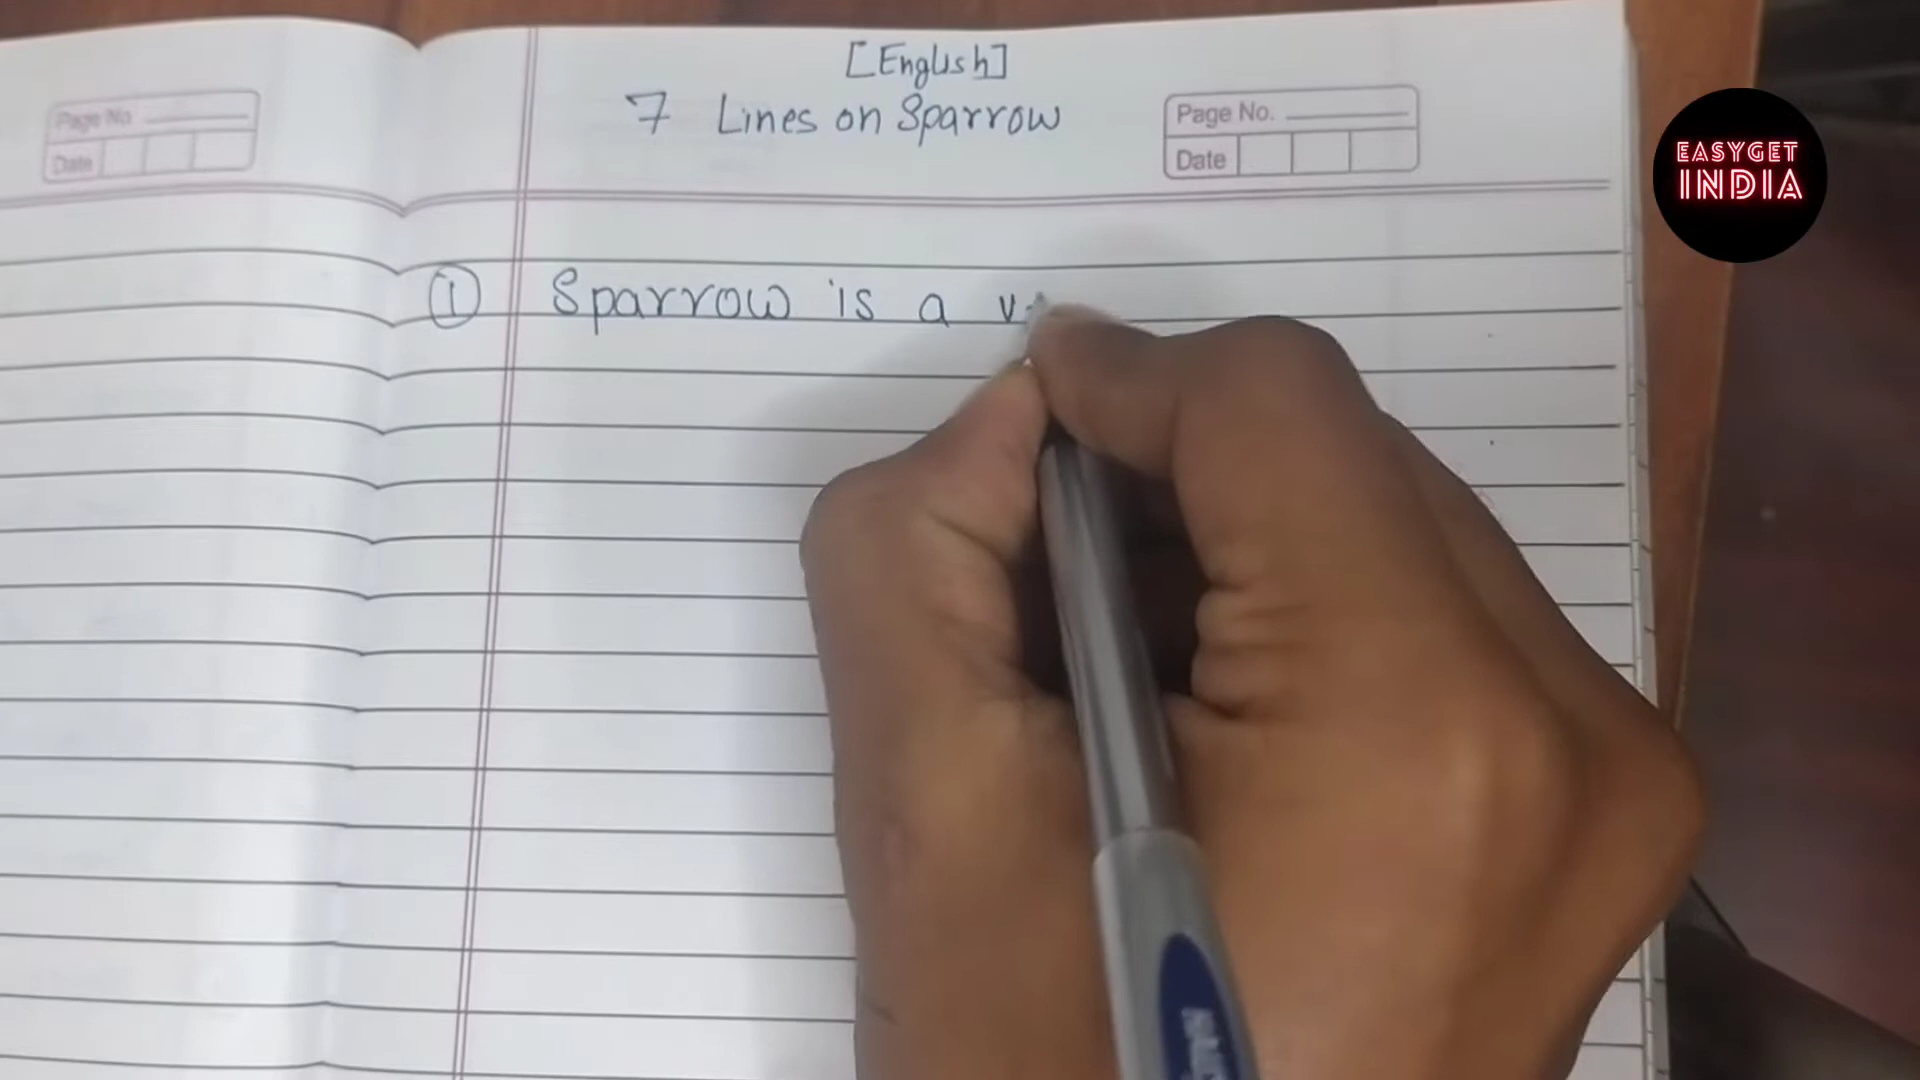 [English]
7 Lines on Sparrow
Page No.
Date
Page No.
Date
EASYGET
INDIA
① Sparrow is a